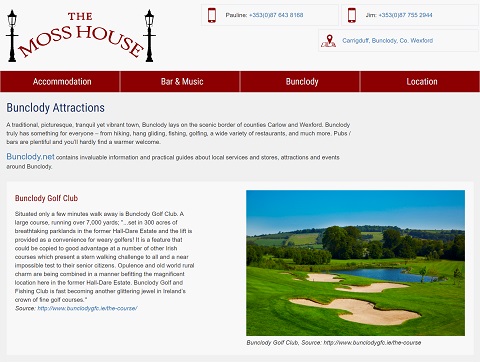 THE
MOSS HOUSE
Pauline: +353(0)87 643 8168
Jim: +353(0)87 755 2944
Carrigduff, Bunclody, Co. Wexford
Accommodation
Bar & Music
Bunclody
Location
Bunclody Attractions
A traditional, picturesque, tranquil yet vibrant town, Bunclody lays on the scenic border of counties Carlow and Wexford. Bunclody
truly has something for everyone – from hiking, hang gliding, fishing, golfing, a wide variety of restaurants, and much more. Pubs /
bars are plentiful and you'll hardly find a warmer welcome.
Bunclody.net contains invaluable information and practical guides about local services and stores, attractions and events
around Bunclody.
Bunclody Golf Club
Situated only a few minutes walk away is Bunclody Golf Club. A
large course, running over 7,000 yards; "...set in 300 acres of
breathtaking parklands in the former Hall-Dare Estate and the lift is
provided as a convenience for weary golfers! It is a feature that
could be copied to good advantage at a number of other Irish
courses which present a stern walking challenge to all and a near
impossible test to their senior citizens. Opulence and old world rural
charm are being combined in a manner befitting the magnificent
location here in the former Hall-Dare Estate. Bunclody Golf and
Fishing Club is fast becoming another glittering jewel in Ireland's
crown of fine golf courses."
Source: http://www.bunclodygfc.ie/the-course/
Bunclody Golf Club, Source: http://www.bunclodygfc.ie/the-course